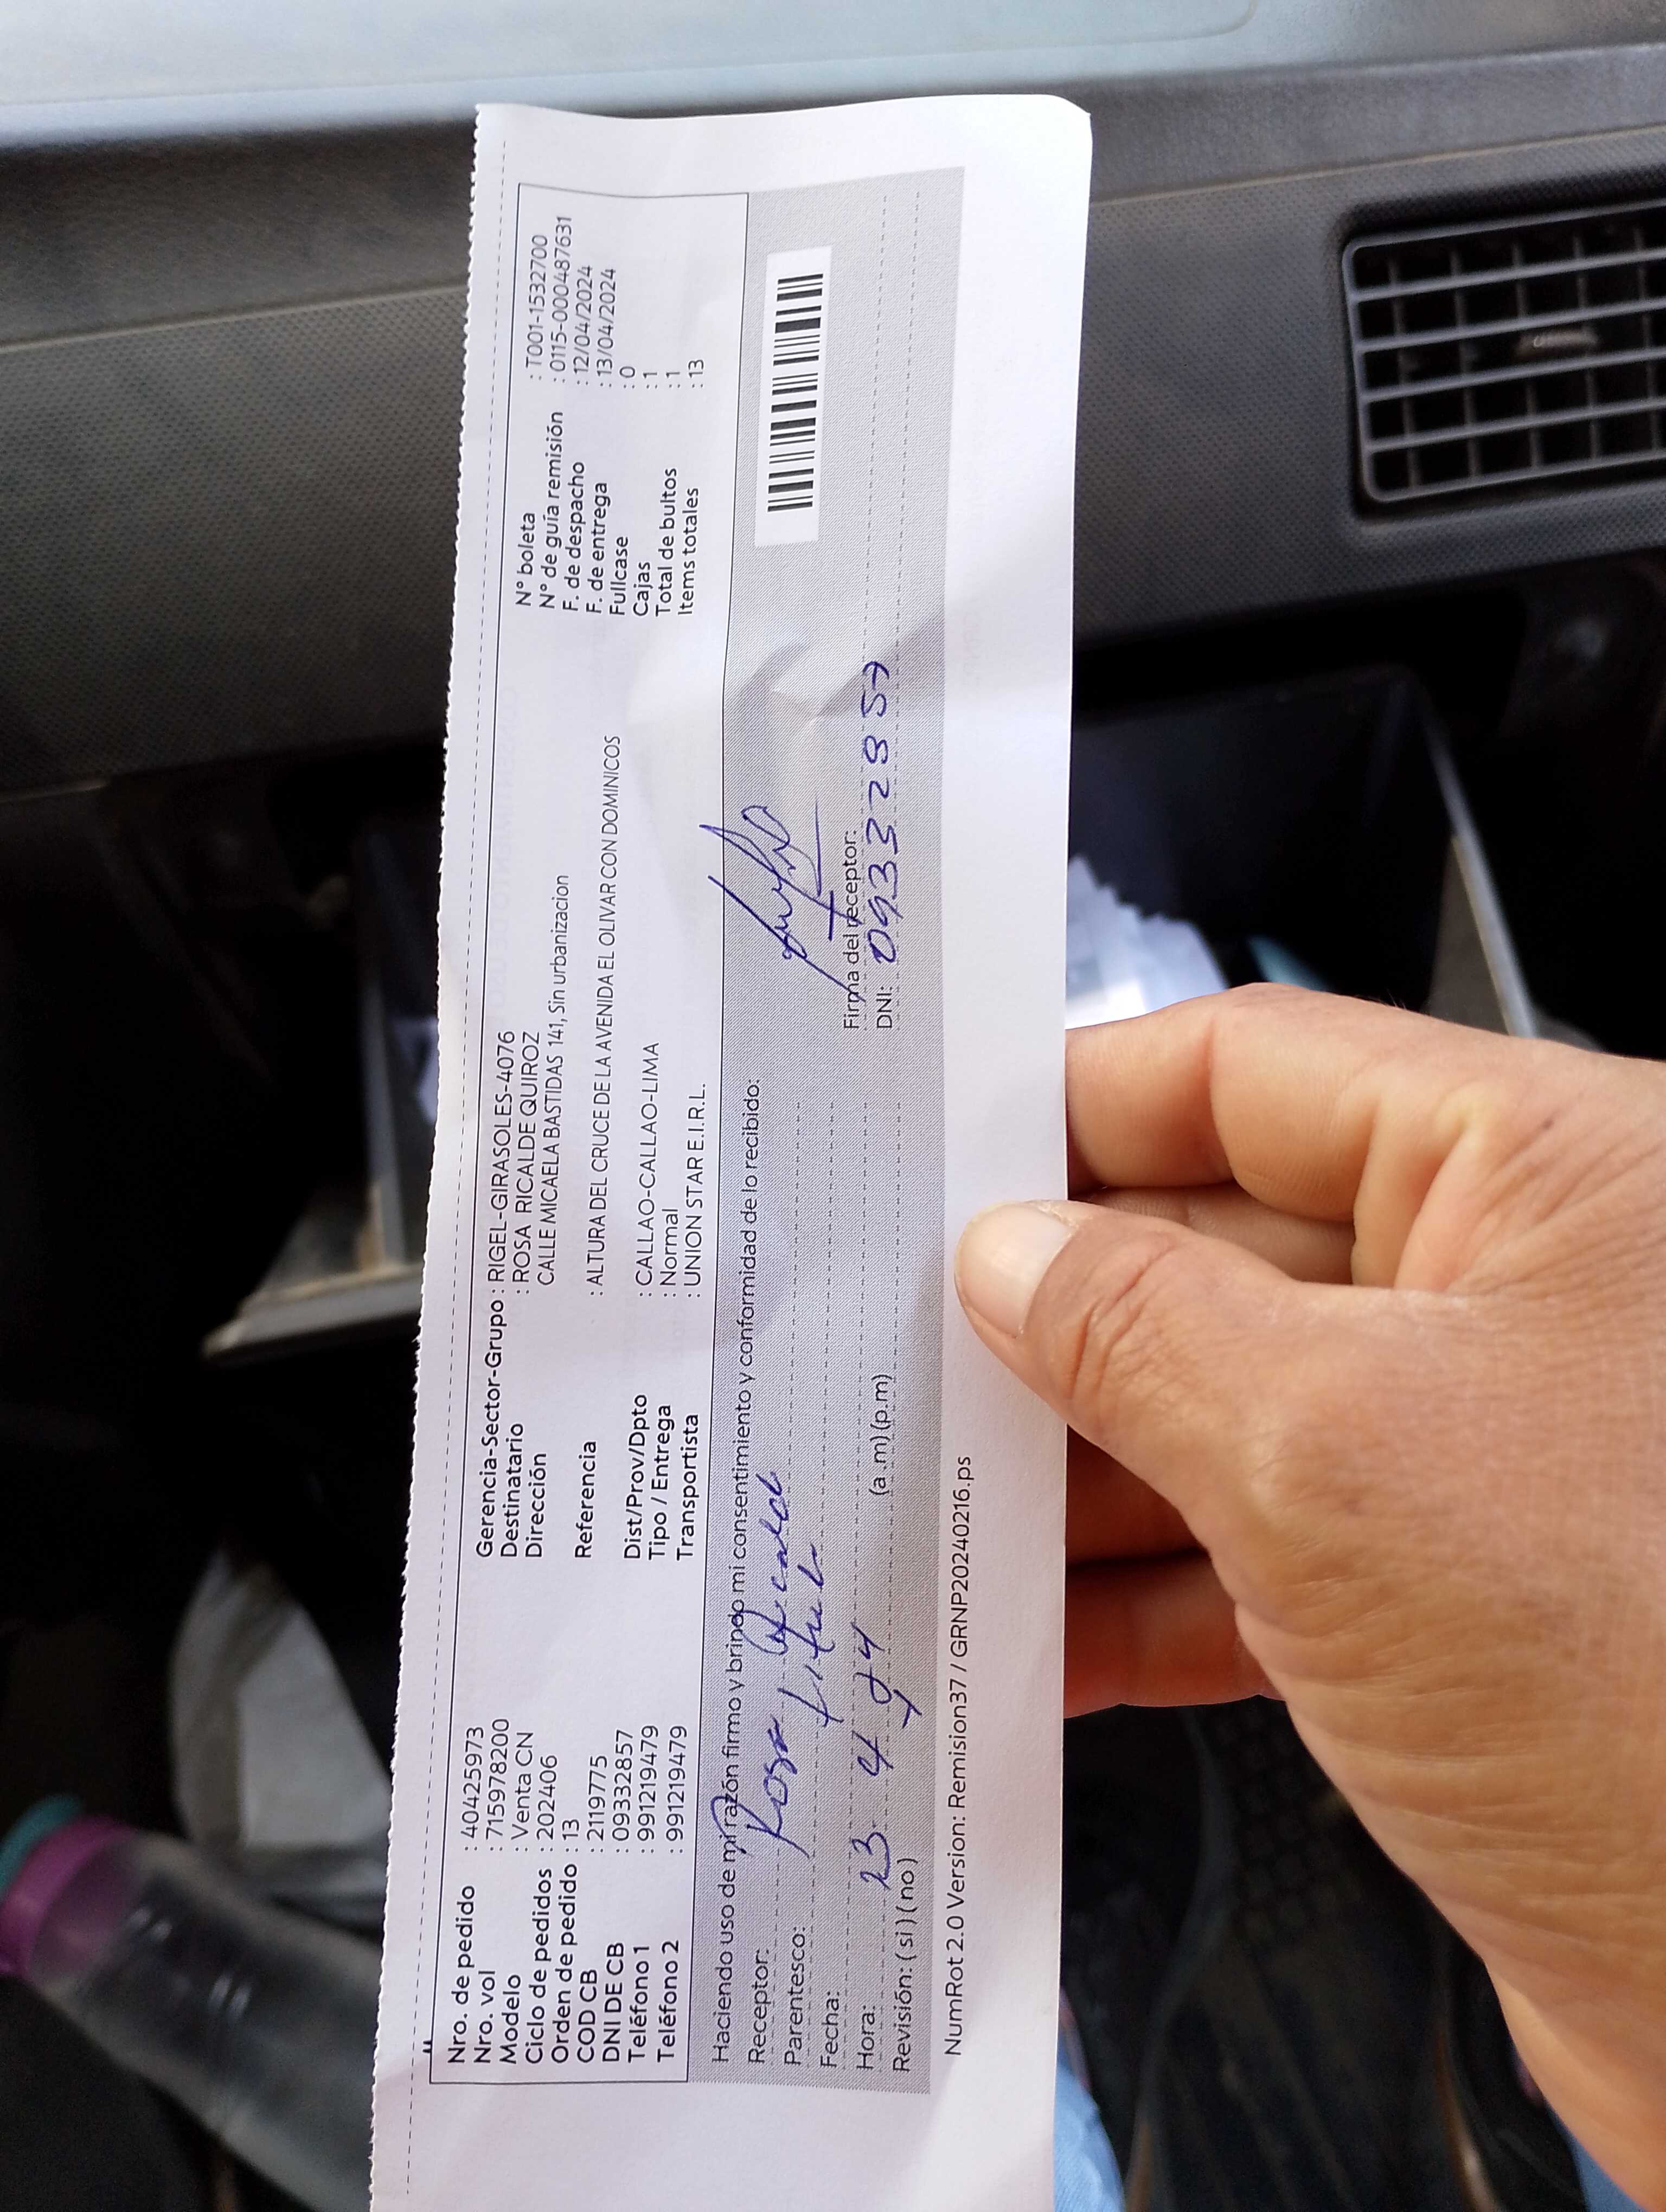 Nro. de pedido : 40425973
Nro. vol : 715978200
Modelo : Venta CN
Ciclo de pedidos : 202406
Orden de pedido : 13
COD CB : 2119775
DNI DE CB : 09332857
Teléfono 1 : 991219479
Teléfono 2 : 991219479
Gerencia-Sector-Grupo : RIGEL-GIRASOLES-4076
Destinatario : ROSA RICALDE QUIROZ
Dirección CALLE MICAELA BASTIDAS 141, Sin urbanizacion
Referencia : ALTURA DEL CRUCE DE LA AVENIDA EL OLIVAR CON DOMINICOS
Dist/Prov/Dpto : CALLAO-CALLAO-LIMA
Tipo / Entrega : Normal
Transportista : UNION STAR E.I.R.L.
N° boleta : T001-1532700
N° de guía remisión : 0115-000487631
F. de despacho : 12/04/2024
F. de entrega : 13/04/2024
Fullcase : 0
Cajas : 1
Total de bultos : 1
Items totales : 13
Haciendo uso de mi razón firmo y brindo mi consentimiento y conformidad de lo recibido:
Receptor: Rosa Ricalde
Parentesco:
Fecha:
Hora: (a.m) (p.m)
Revisión: ( si ) ( no )
Firma del receptor:
DNI: 09332857
NumRot 2.0 Version: Remision37 / GRNP20240216.ps